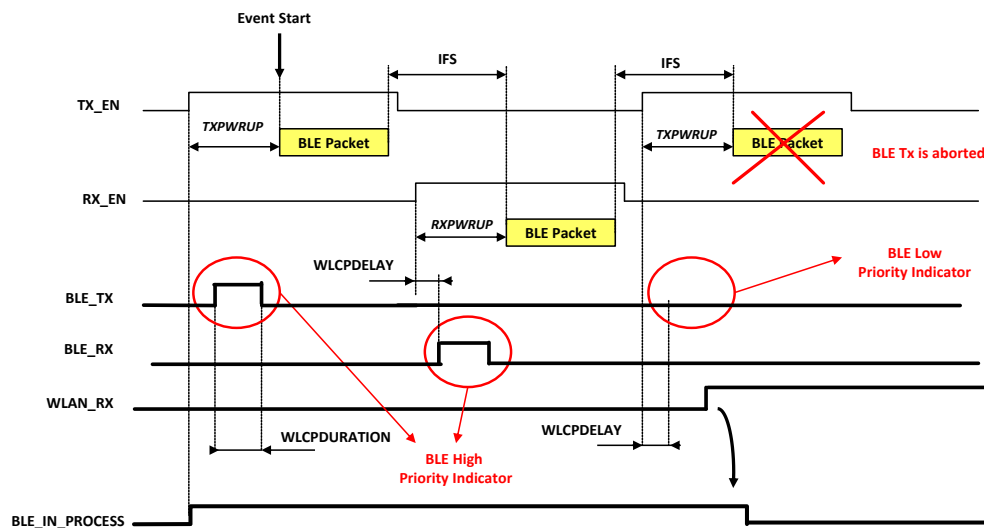 Event Start
IFS
IFS
TX_EN
TXPWRUP
TXPWRUP
BLE Packet
BLE Packet
BLE Tx is aborted
RX_EN
RXPWRUP
BLE Packet
WLCPDELAY
BLE Low
Priority Indicator
BLE_TX
BLE_RX
WLAN_RX
WLCPDURATION
WLCPDELAY
BLE High
Priority Indicator
BLE_IN_PROCESS